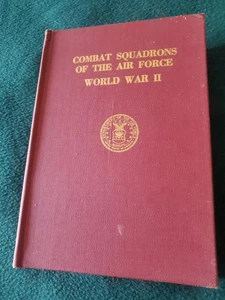 COMBAT SQUADRONS
OF THE AIR FORCE
WORLD WAR II